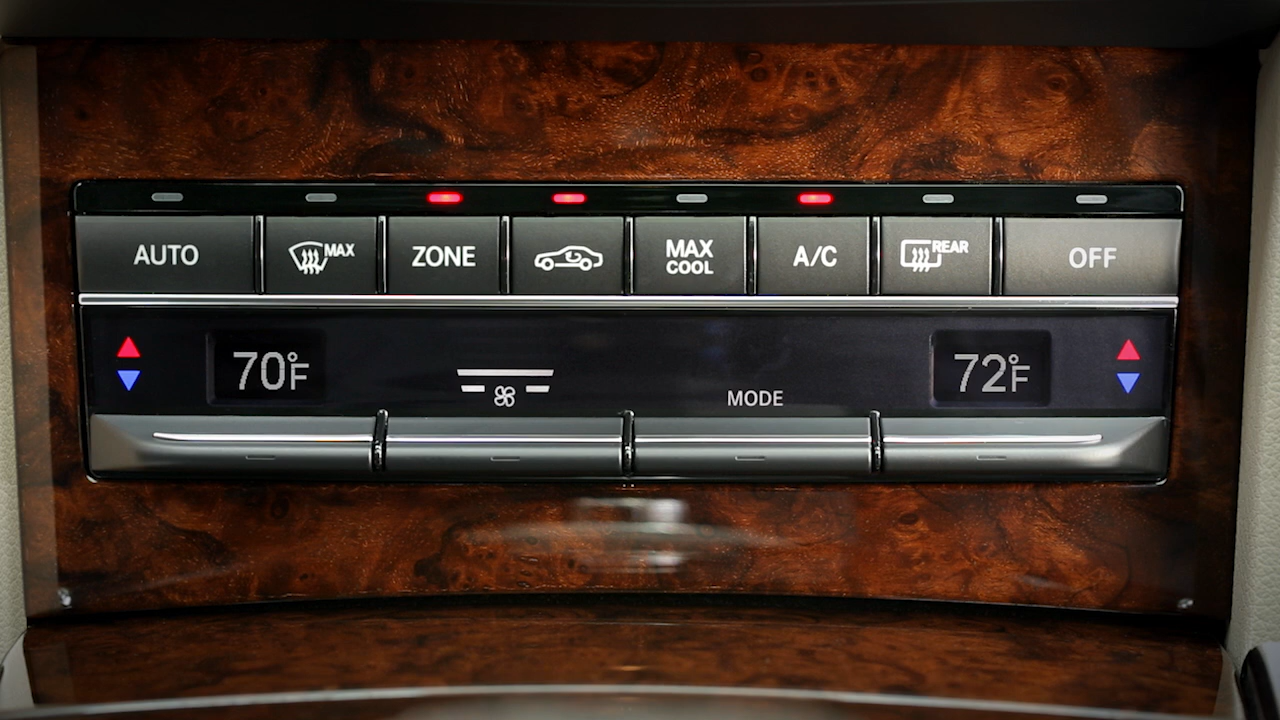 AUTO
MAX
ZONE
MAX
COOL
A/C
REAR
OFF
70°F
MODE
72°F